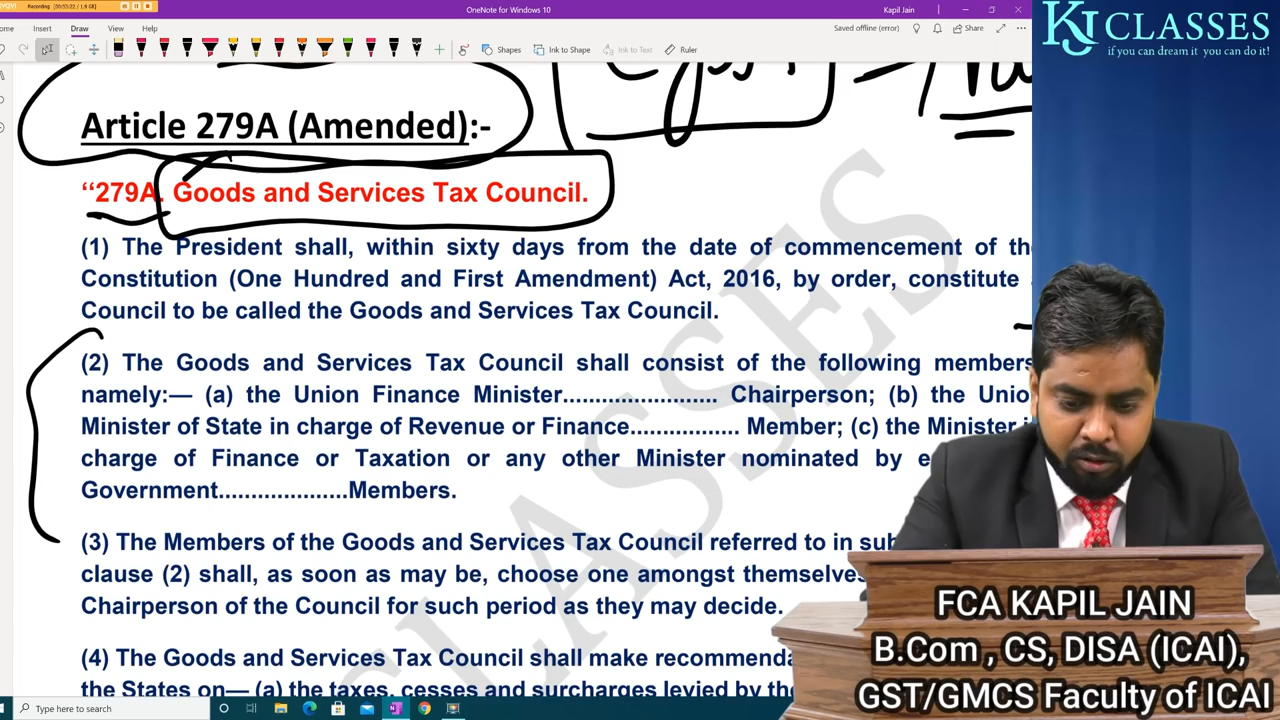 Recording (00:53:22 / 1.9 GB)
OneNote for Windows 10
Kapil Jain
Insert Draw View Help
Saved offline (error)
Share
Shapes Ink to Shape Ink to Text Ruler
KJ CLASSES
if you can dream it you can do it!
Article 279A (Amended):-
“279A. Goods and Services Tax Council.
(1) The President shall, within sixty days from the date of commencement of
Constitution (One Hundred and First Amendment) Act, 2016, by order, constitute
Council to be called the Goods and Services Tax Council.
(2) The Goods and Services Tax Council shall consist of the following members
namely:— (a) the Union Finance Minister....................... Chairperson; (b) the
Minister of State in charge of Revenue or Finance................. Member; (c) the Minister
charge of Finance or Taxation or any other Minister nominated by
Government....................Members.
(3) The Members of the Goods and Services Tax Council referred to in
clause (2) shall, as soon as may be, choose one amongst themselves
Chairperson of the Council for such period as they may decide.
(4) The Goods and Services Tax Council shall make
the States on— (a) the taxes, cesses and surcharges levied by the
CLASSES
FCA KAPIL JAIN
B.Com , CS, DISA (ICAI),
GST/GMCS Faculty of ICAI
Type here to search